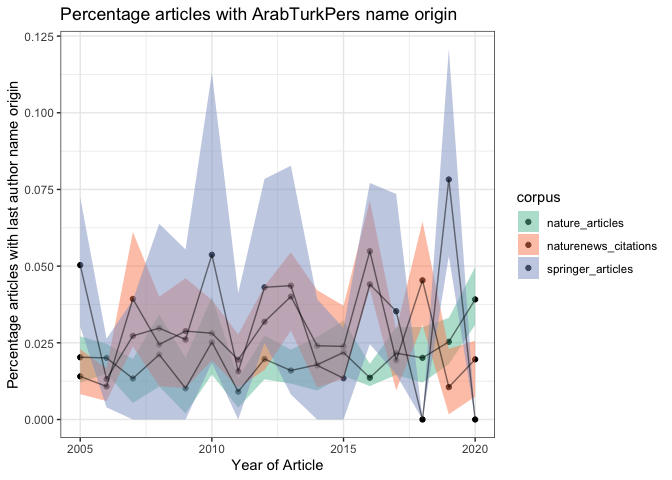 Percentage articles with ArabTurkPers name origin
Percentage articles with last author name origin
0.125
0.100
0.075
0.050
0.025
0.000
2005
2010
2015
2020
Year of Article
corpus
nature_articles
naturenews_citations
springer_articles